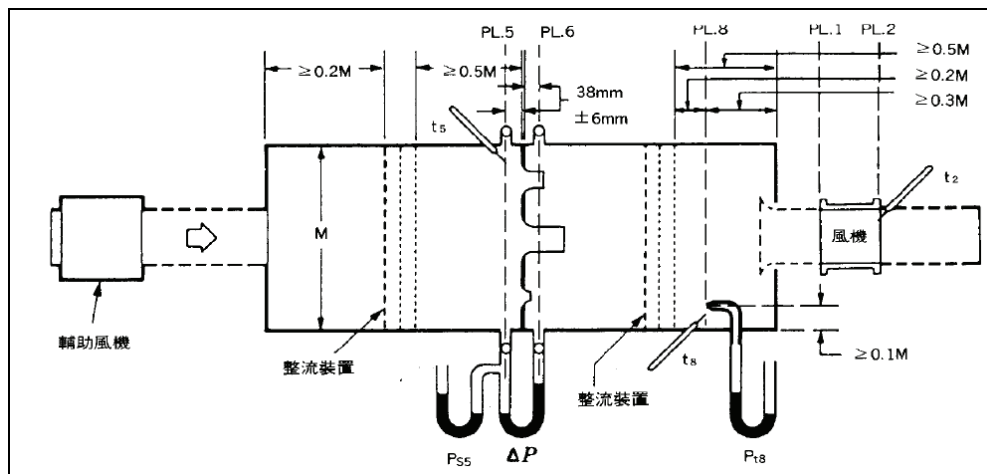 PL.5 PL.6 PL.8 PL.1 PL.2
≥0.2M ≥0.5M ≥0.5M
≥0.2M
38mm ≥0.3M
±6mm
t₅
t₂
M 風機
輔助風機
整流裝置 t₈ ≥0.1M
整流裝置
PS5 ΔP Pt8